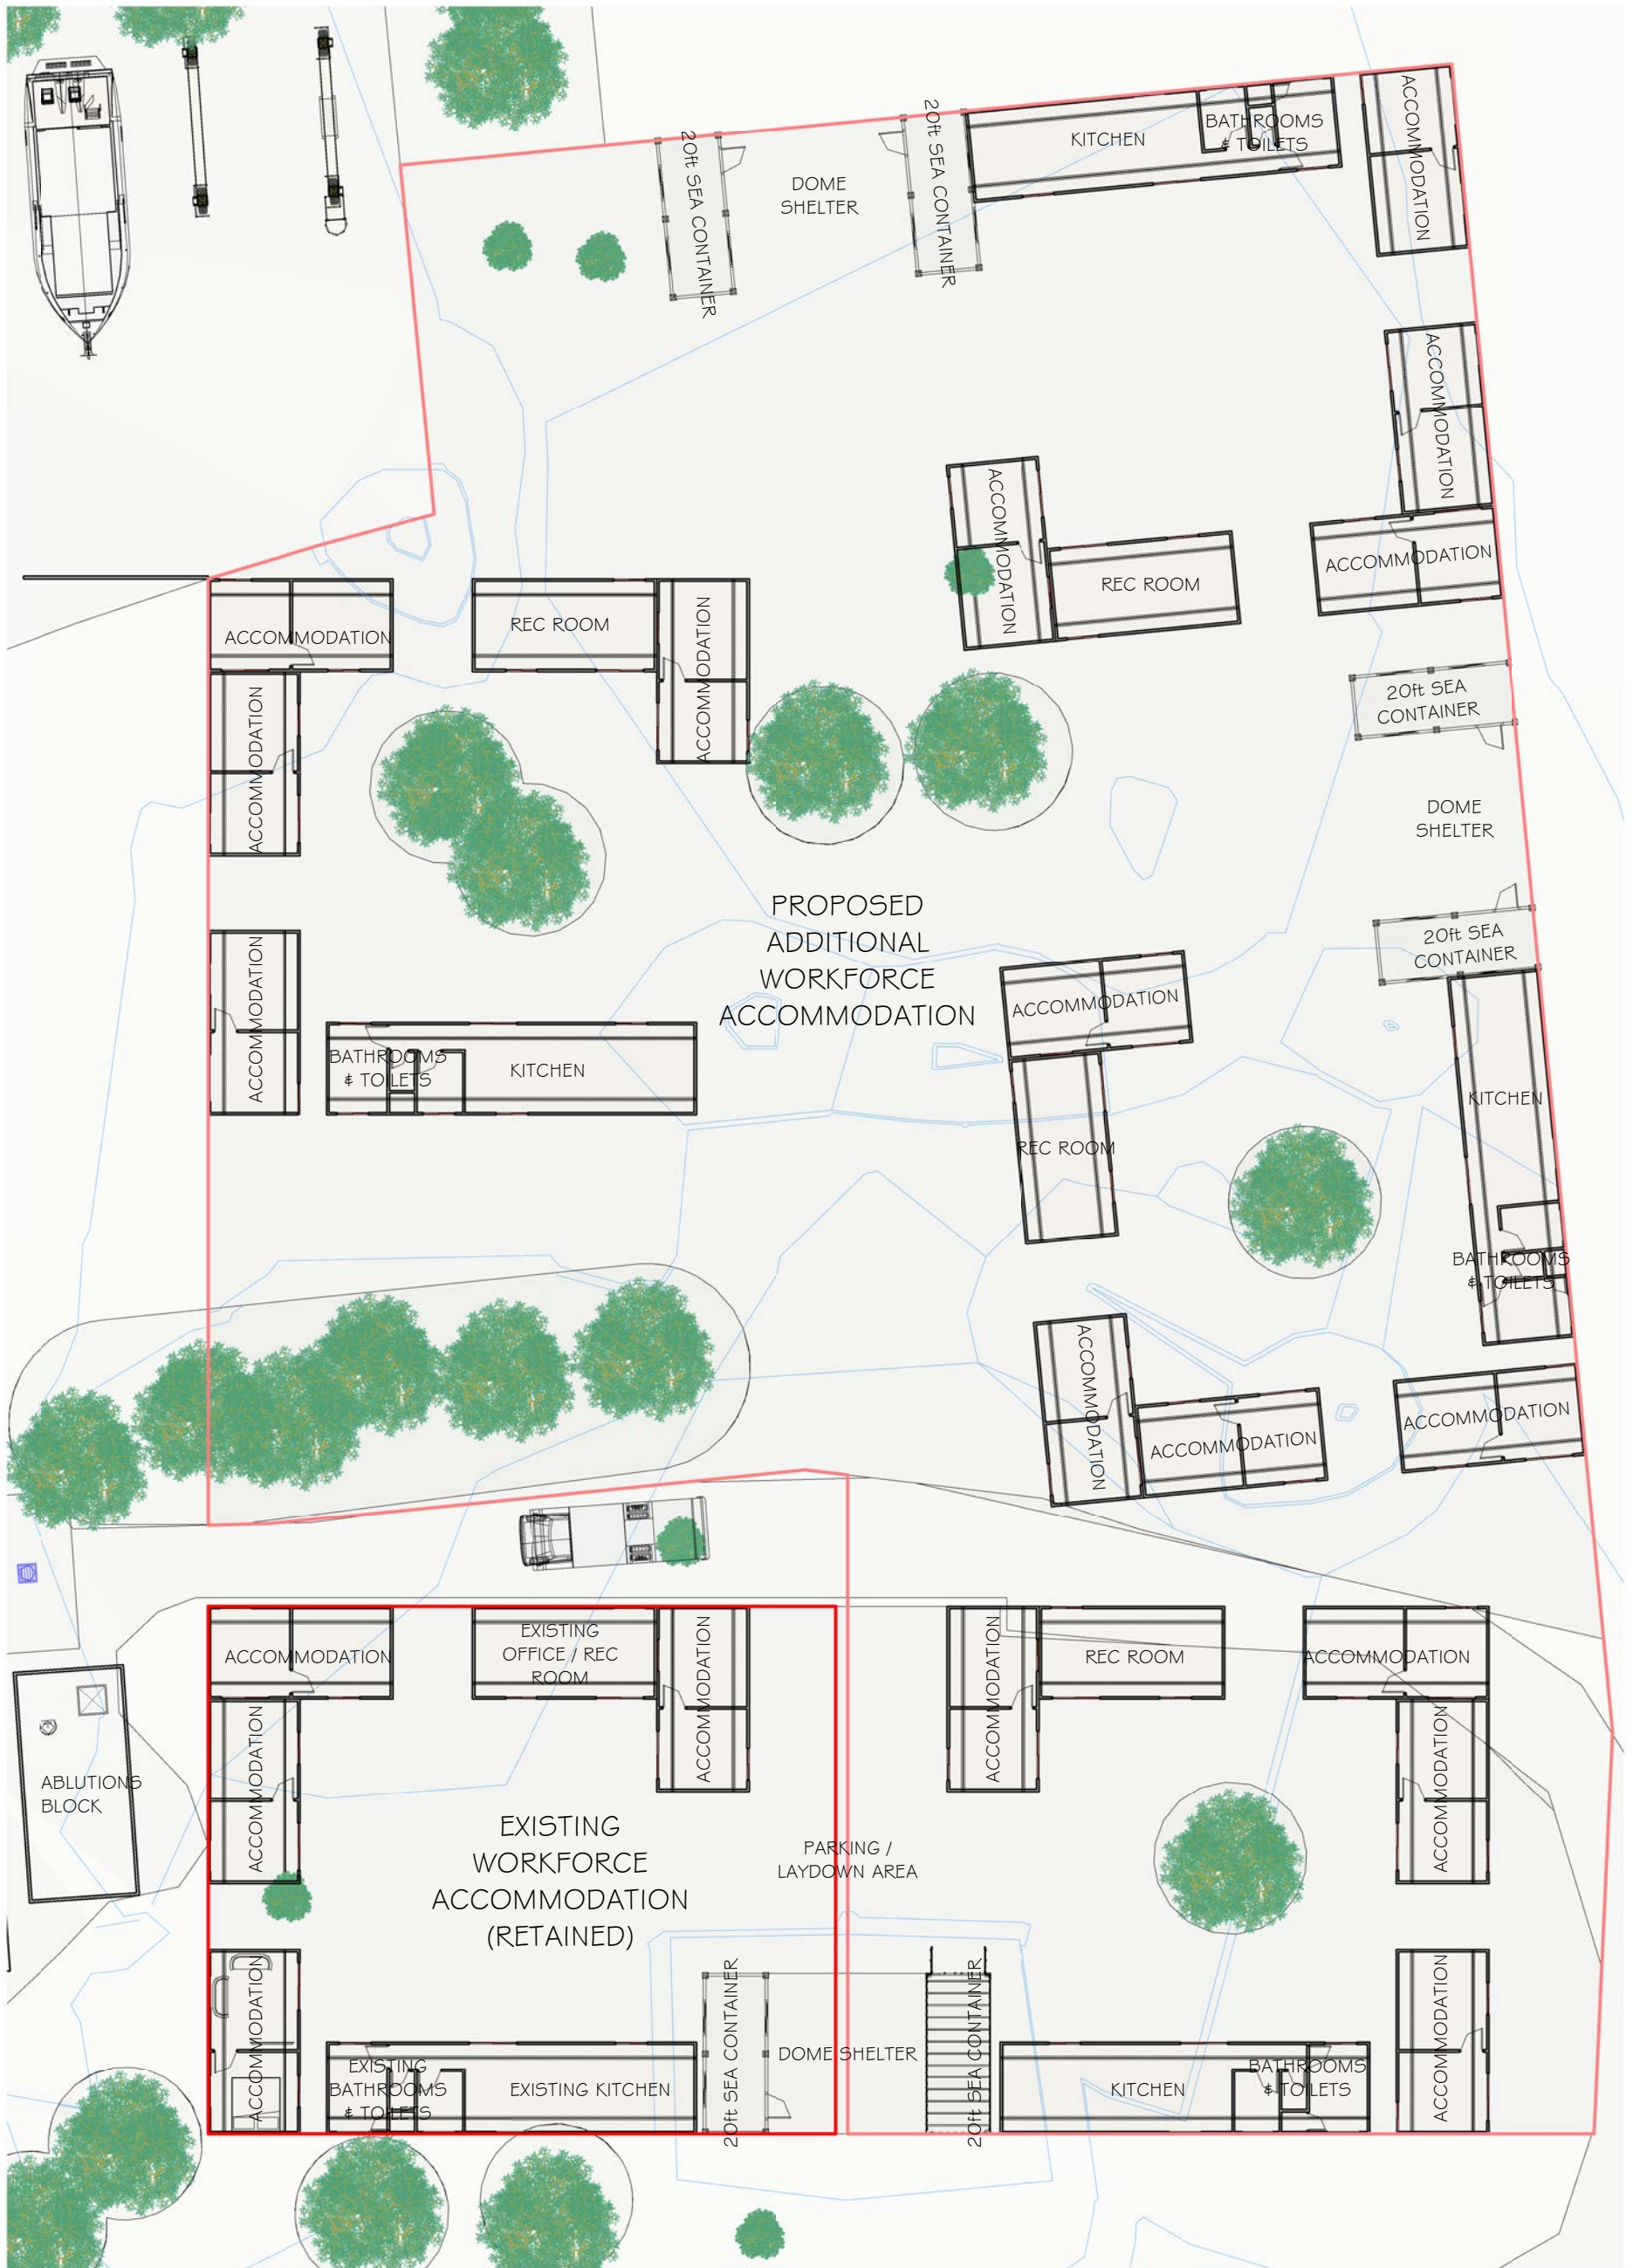 20ft SEA CONTAINER
DOME
SHELTER
20ft SEA CONTAINER
KITCHEN
BATHROOMS
& TOILETS
ACCOMMODATION
ACCOMMODATION
ACCOMMODATION
ACCOMMODATION
REC ROOM
ACCOMMODATION
REC ROOM
ACCOMMODATION
ACCOMMODATION
20ft SEA
CONTAINER
DOME
SHELTER
20ft SEA
CONTAINER
PROPOSED
ADDITIONAL
WORKFORCE
ACCOMMODATION
ACCOMMODATION
BATHROOMS
& TOILETS
KITCHEN
ACCOMMODATION
REC ROOM
KITCHEN
BATHROOMS
& TOILETS
ACCOMMODATION
ACCOMMODATION
ACCOMMODATION
ACCOMMODATION
EXISTING
OFFICE / REC
ROOM
ACCOMMODATION
ACCOMMODATION
REC ROOM
ACCOMMODATION
ACCOMMODATION
ACCOMMODATION
ABLUTIONS
BLOCK
EXISTING
WORKFORCE
ACCOMMODATION
(RETAINED)
PARKING /
LAYDOWN AREA
ACCOMMODATION
EXISTING
BATHROOMS
& TOILETS
EXISTING KITCHEN
20ft SEA CONTAINER
DOME SHELTER
20ft SEA CONTAINER
KITCHEN
BATHROOMS
& TOILETS
ACCOMMODATION